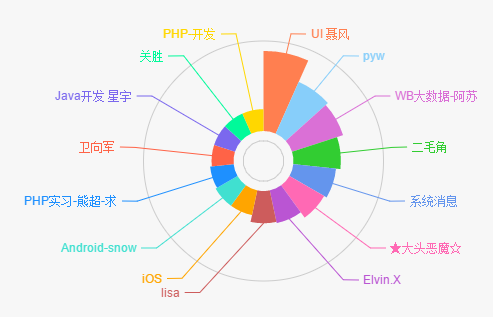 PHP-开发
UI 聂风
关胜
pyw
Java开发 星宇
WB大数据-阿苏
卫向军
二毛角
PHP实习-熊超-求
系统消息
Android-snow
★大头恶魔☆
iOS
Elvin.X
lisa